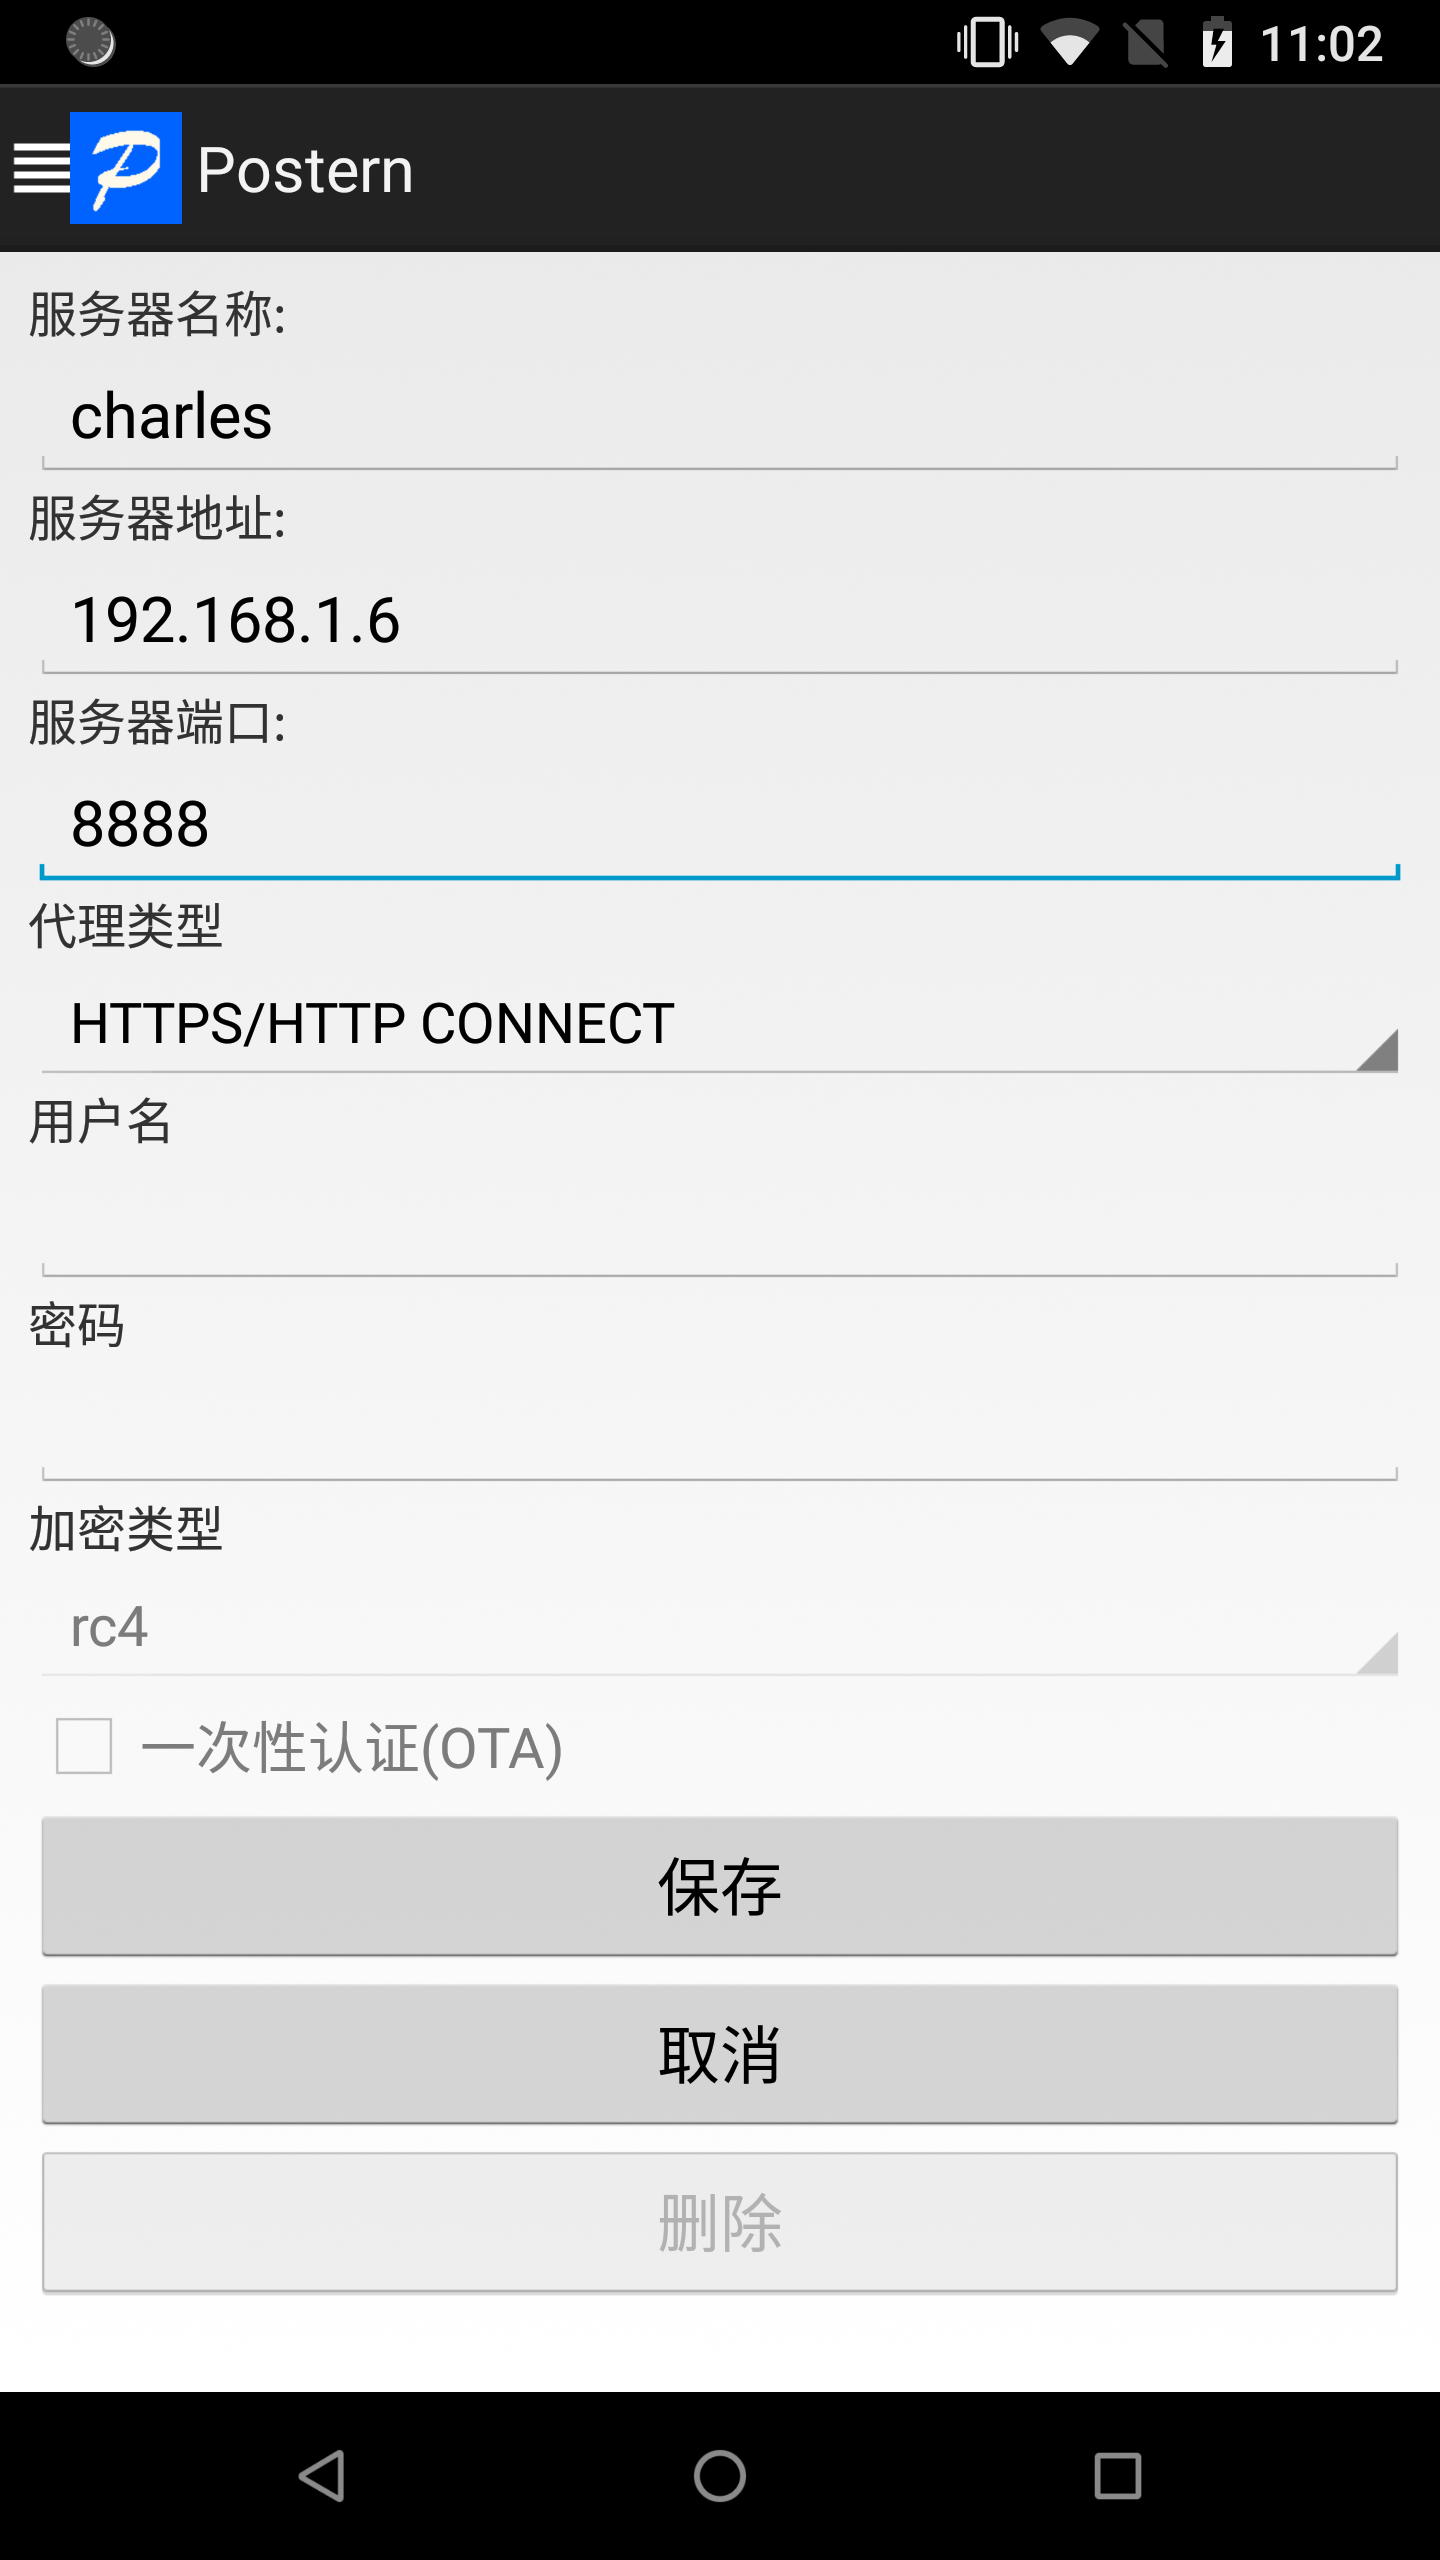 11:02
Postern
服务器名称:
charles
服务器地址:
192.168.1.6
服务器端口:
8888
代理类型
HTTPS/HTTP CONNECT
用户名
密码
加密类型
rc4
一次性认证(OTA)
保存
取消
删除